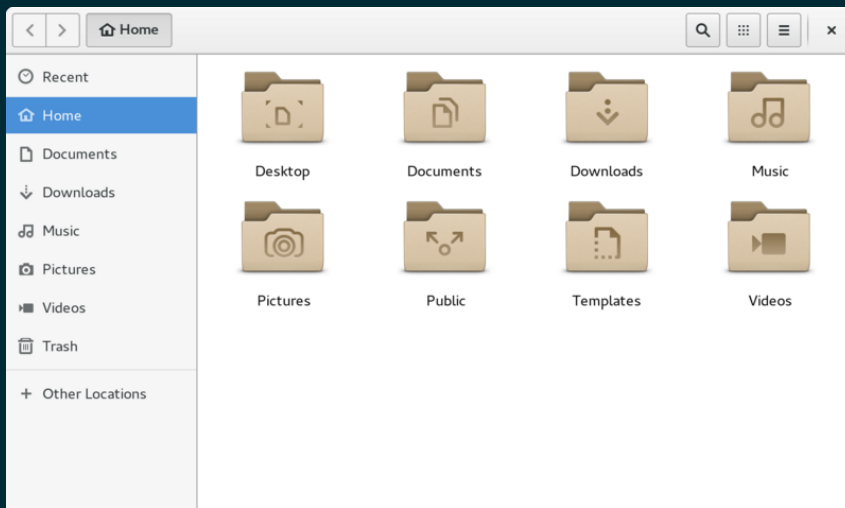 Home
Recent
Home
Documents
Downloads
Music
Pictures
Videos
Trash
Other Locations
Desktop Documents Downloads Music
Pictures Public Templates Videos